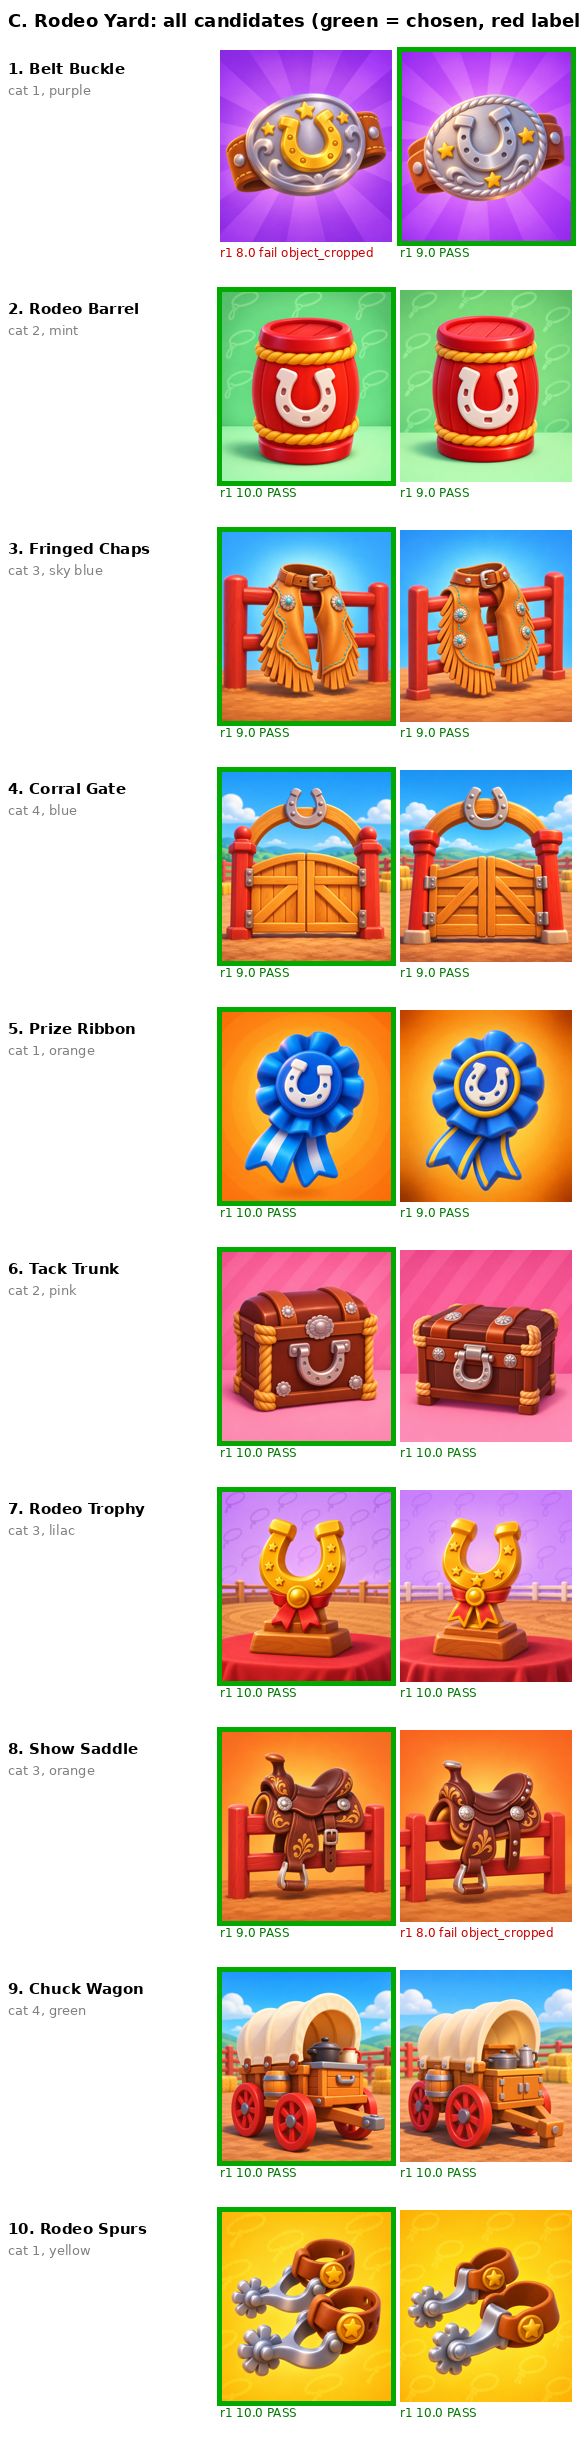 C. Rodeo Yard: all candidates (green = chosen, red label
1. Belt Buckle
cat 1, purple
r1 8.0 fail object_cropped
r1 9.0 PASS
2. Rodeo Barrel
cat 2, mint
r1 10.0 PASS
r1 9.0 PASS
3. Fringed Chaps
cat 3, sky blue
r1 9.0 PASS
r1 9.0 PASS
4. Corral Gate
cat 4, blue
r1 9.0 PASS
r1 9.0 PASS
5. Prize Ribbon
cat 1, orange
r1 10.0 PASS
r1 9.0 PASS
6. Tack Trunk
cat 2, pink
r1 10.0 PASS
r1 10.0 PASS
7. Rodeo Trophy
cat 3, lilac
r1 10.0 PASS
r1 10.0 PASS
8. Show Saddle
cat 3, orange
r1 9.0 PASS
r1 8.0 fail object_cropped
9. Chuck Wagon
cat 4, green
r1 10.0 PASS
r1 10.0 PASS
10. Rodeo Spurs
cat 1, yellow
r1 10.0 PASS
r1 10.0 PASS